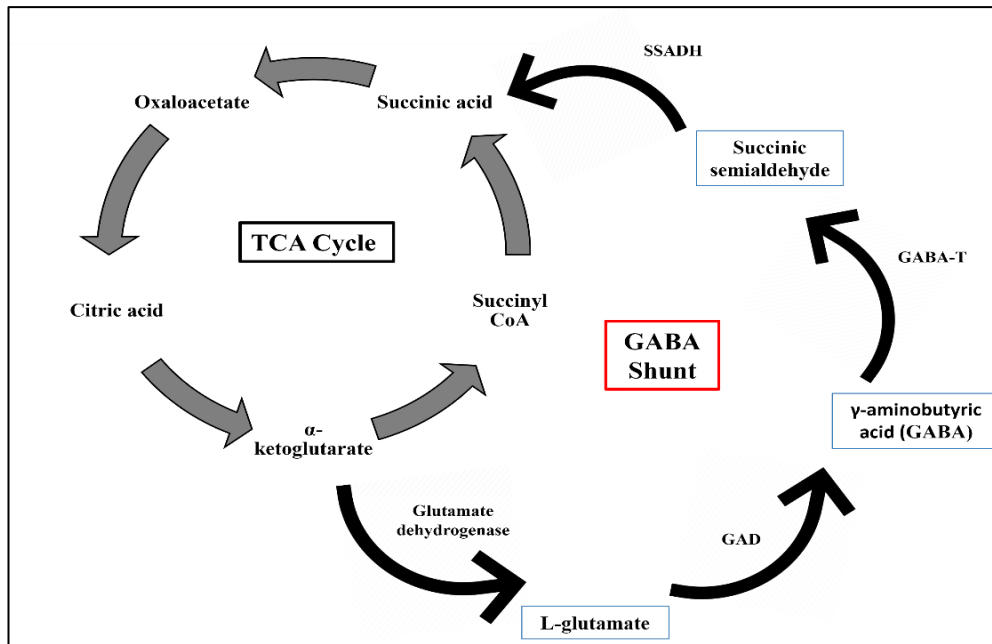 SSADH
Oxaloacetate
Succinic acid
Succinic
semialdehyde
TCA Cycle
GABA-T
Citric acid
Succinyl
CoA
GABA
Shunt
γ-aminobutyric
acid (GABA)
α-
ketoglutarate
Glutamate
dehydrogenase
GAD
L-glutamate